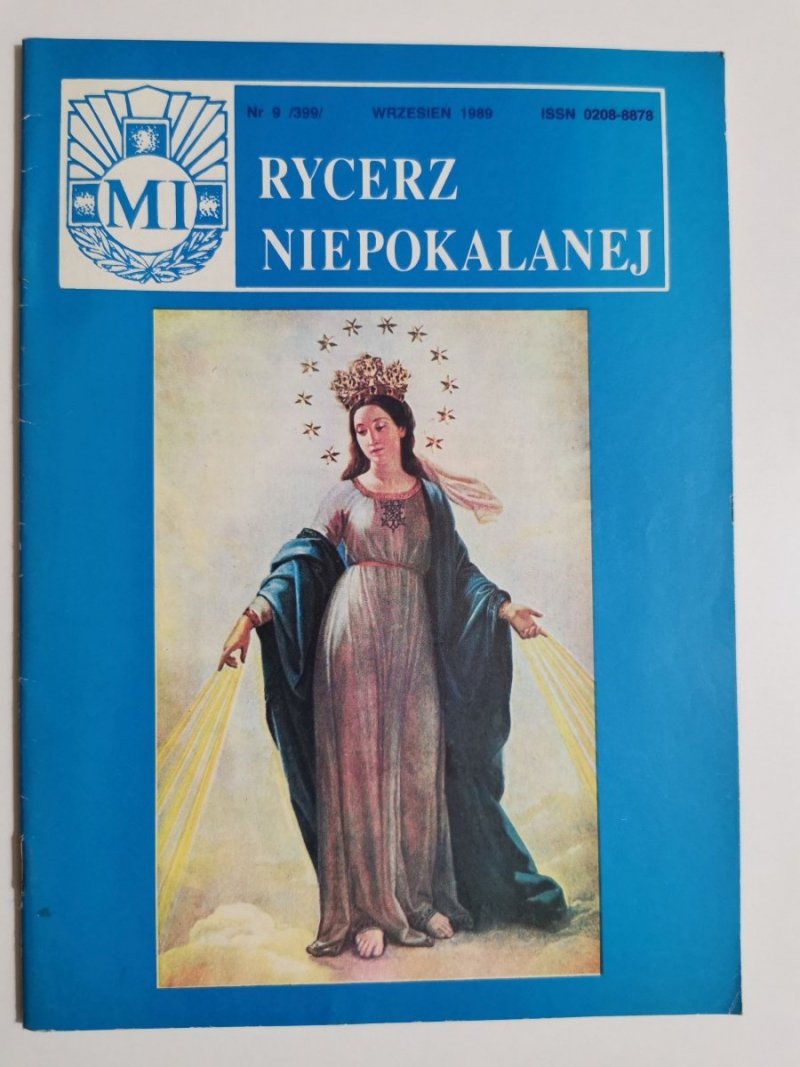 Nr 9 /399/ WRZESIEŃ 1989 ISSN 0208-8878
MI
RYCERZ
NIEPOKALANEJ